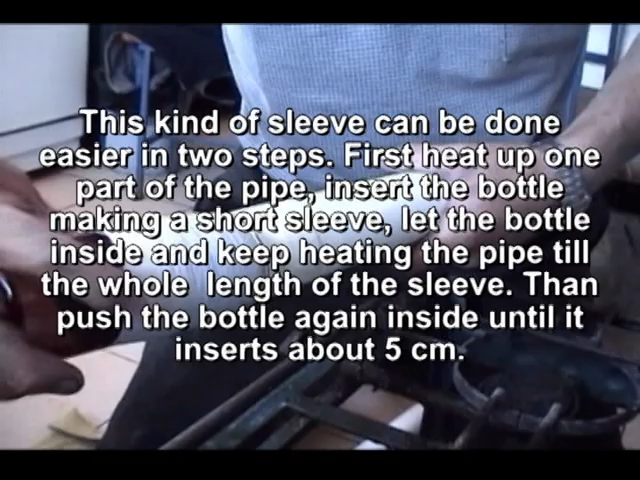 This kind of sleeve can be done
easier in two steps. First heat up one
part of the pipe, insert the bottle
making a short sleeve, let the bottle
inside and keep heating the pipe till
the whole  length of the sleeve. Than
push the bottle again inside until it
inserts about 5 cm.